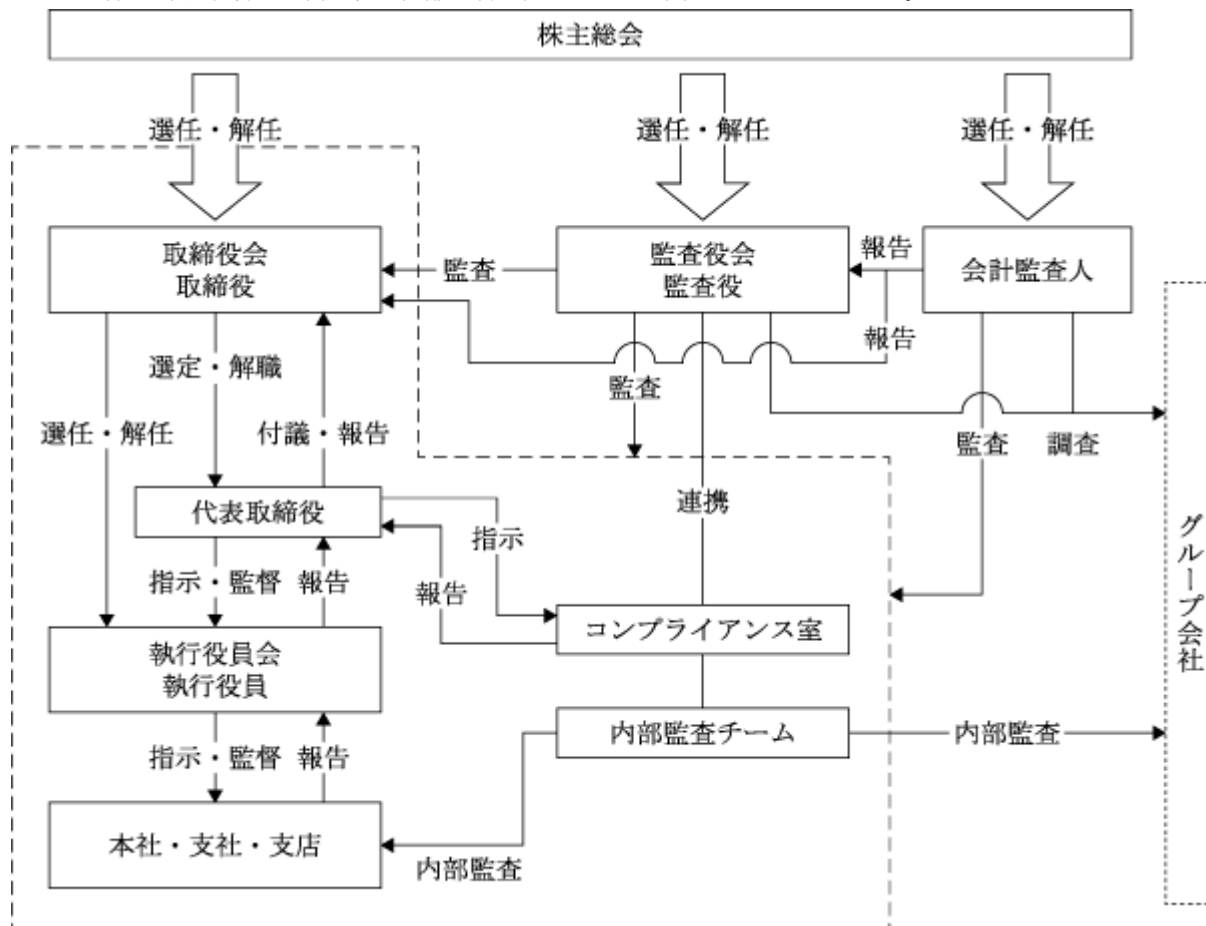 株主総会
選任・解任
選任・解任
選任・解任
取締役会
取締役
監査
監査役会
監査役
報告
会計監査人
報告
選定・解職
監査
選任・解任
付議・報告
監査
調査
代表取締役
連携
指示
指示・監督
報告
報告
コンプライアンス室
執行役員会
執行役員
内部監査チーム
内部監査
指示・監督
報告
本社・支社・支店
内部監査
グループ会社